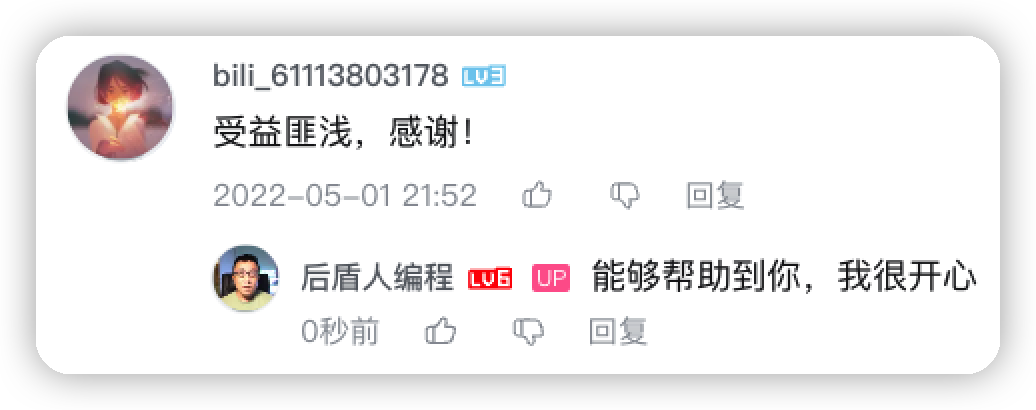 bili_61113803178 LV3
受益匪浅，感谢！
2022-05-01 21:52 回复
后盾人编程 LV6 UP 能够帮助到你，我很开心
0秒前 回复